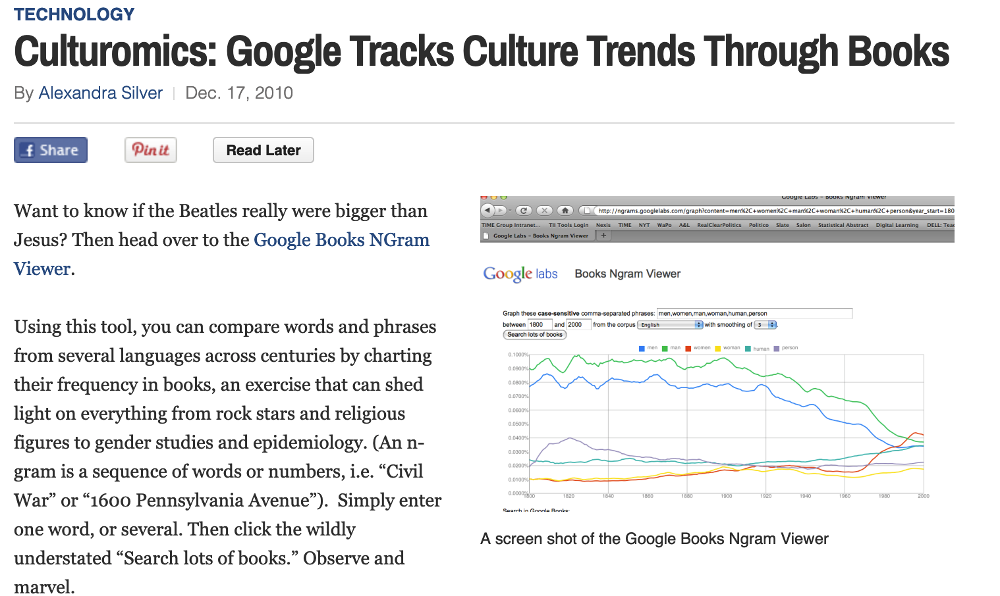 TECHNOLOGY
Culturomics: Google Tracks Culture Trends Through Books
By Alexandra Silver | Dec. 17, 2010
f Share
Pin it
Read Later
Want to know if the Beatles really were bigger than
Jesus? Then head over to the Google Books NGram
Viewer.
Using this tool, you can compare words and phrases
from several languages across centuries by charting
their frequency in books, an exercise that can shed
light on everything from rock stars and religious
figures to gender studies and epidemiology. (An n-
gram is a sequence of words or numbers, i.e. “Civil
War” or “1600 Pennsylvania Avenue”).  Simply enter
one word, or several. Then click the wildly
understated “Search lots of books.” Observe and
marvel.
Google Labs – Books Ngram Viewer
http://ngrams.googlelabs.com/graph?content=men%2C+women%2C+man%2C+woman%2C+human%2C+person&year_start=180
TIME Group Intranet... TII Tools Login Nexis TIME NYT WaPo A&L RealClearPolitics Politico Slate Salon Statistical Abstract Digital Learning DELL: Tead
Google Labs – Books Ngram Viewer +
Google labs Books Ngram Viewer
Graph these case-sensitive comma-separated phrases: men,women,man,woman,human,person
between 1800 and 2000 from the corpus English with smoothing of 3 .
Search lots of books
men man women woman human person
0.1000%
0.0900%
0.0800%
0.0700%
0.0600%
0.0500%
0.0400%
0.0300%
0.0200%
0.0100%
0.0000%
1800 1820 1840 1860 1880 1900 1920 1940 1960 1980 2000
Search in Google Books:
A screen shot of the Google Books Ngram Viewer